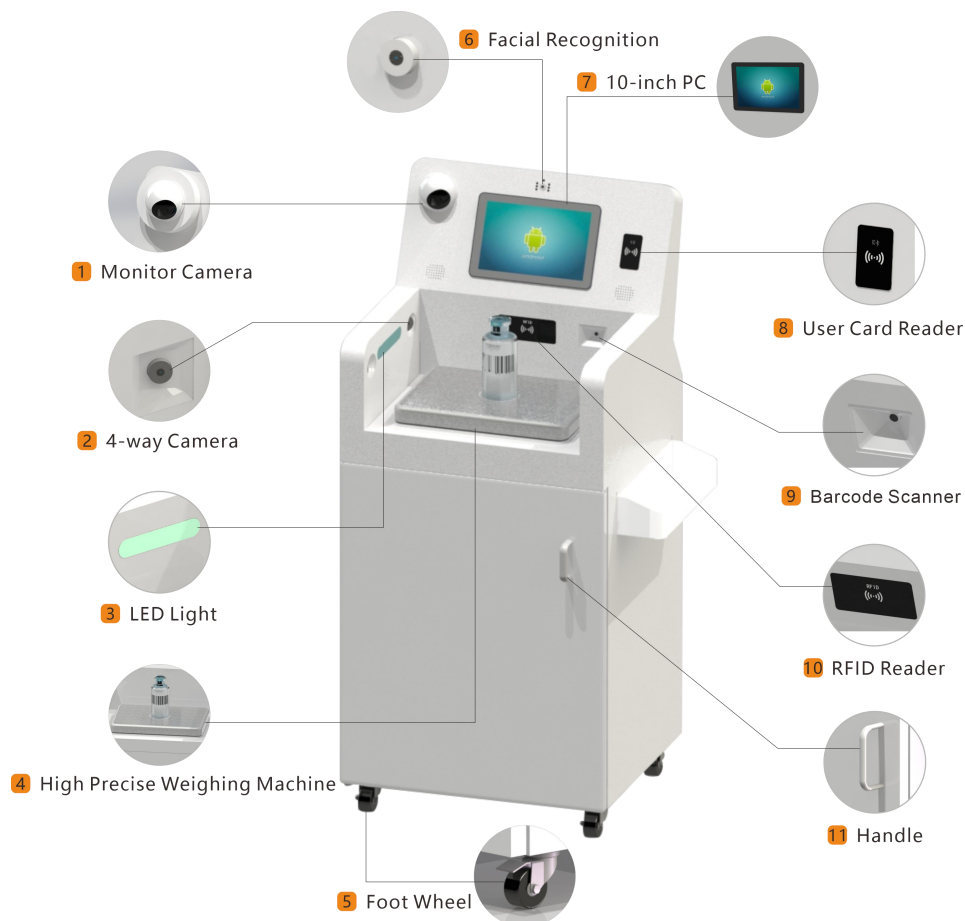 6 Facial Recognition
7 10-inch PC
1 Monitor Camera
8 User Card Reader
2 4-way Camera
9 Barcode Scanner
3 LED Light
RFID
10 RFID Reader
4 High Precise Weighing Machine
11 Handle
5 Foot Wheel